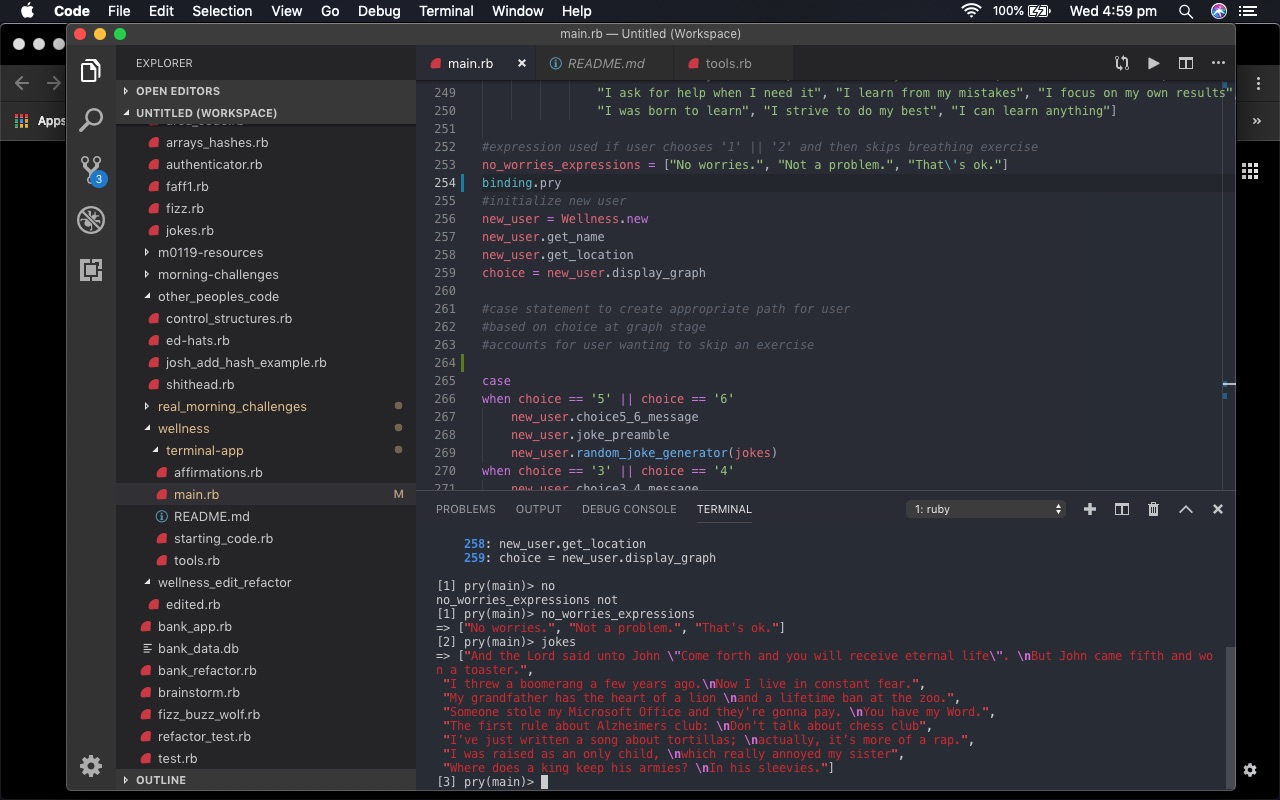 Code File Edit Selection View Go Debug Terminal Window Help 100% Wed 4:59 pm
main.rb — Untitled (Workspace)
Apps
»
3
EXPLORER
OPEN EDITORS
UNTITLED (WORKSPACE)
arrays_hashes.rb
authenticator.rb
faff1.rb
fizz.rb
jokes.rb
m0119-resources
morning-challenges
other_peoples_code
control_structures.rb
ed-hats.rb
josh_add_hash_example.rb
shithead.rb
real_morning_challenges
wellness
terminal-app
affirmations.rb
main.rb M
README.md
starting_code.rb
tools.rb
wellness_edit_refactor
edited.rb
bank_app.rb
bank_data.db
bank_refactor.rb
brainstorm.rb
fizz_buzz_wolf.rb
refactor_test.rb
test.rb
OUTLINE
main.rb × README.md tools.rb
249 "I ask for help when I need it", "I learn from my mistakes", "I focus on my own results",
250 "I was born to learn", "I strive to do my best", "I can learn anything"]
251
252 #expression used if user chooses '1' || '2' and then skips breathing exercise
253 no_worries_expressions = ["No worries.", "Not a problem.", "That\'s ok."]
254 binding.pry
255 #initialize new user
256 new_user = Wellness.new
257 new_user.get_name
258 new_user.get_location
259 choice = new_user.display_graph
260
261 #case statement to create appropriate path for user
262 #based on choice at graph stage
263 #accounts for user wanting to skip an exercise
264
265 case
266 when choice == '5' || choice == '6'
267 new_user.choice5_6_message
268 new_user.joke_preamble
269 new_user.random_joke_generator(jokes)
270 when choice == '3' || choice == '4'
271 new_user.choice3_4_message
PROBLEMS OUTPUT DEBUG CONSOLE TERMINAL 1: ruby
258: new_user.get_location
259: choice = new_user.display_graph
[1] pry(main)> no
no_worries_expressions not
[1] pry(main)> no_worries_expressions
=> ["No worries.", "Not a problem.", "That's ok."]
[2] pry(main)> jokes
=> ["And the Lord said unto John \"Come forth and you will receive eternal life\". \nBut John came fifth and wo
n a toaster.",
"I threw a boomerang a few years ago.\nNow I live in constant fear.",
"My grandfather has the heart of a lion \nand a lifetime ban at the zoo.",
"Someone stole my Microsoft Office and they're gonna pay. \nYou have my Word.",
"The first rule about Alzheimers club: \nDon't talk about chess club",
"I've just written a song about tortillas; \nactually, it's more of a rap.",
"I was raised as an only child, \nwhich really annoyed my sister",
"Where does a king keep his armies? \nIn his sleevies."]
[3] pry(main)>